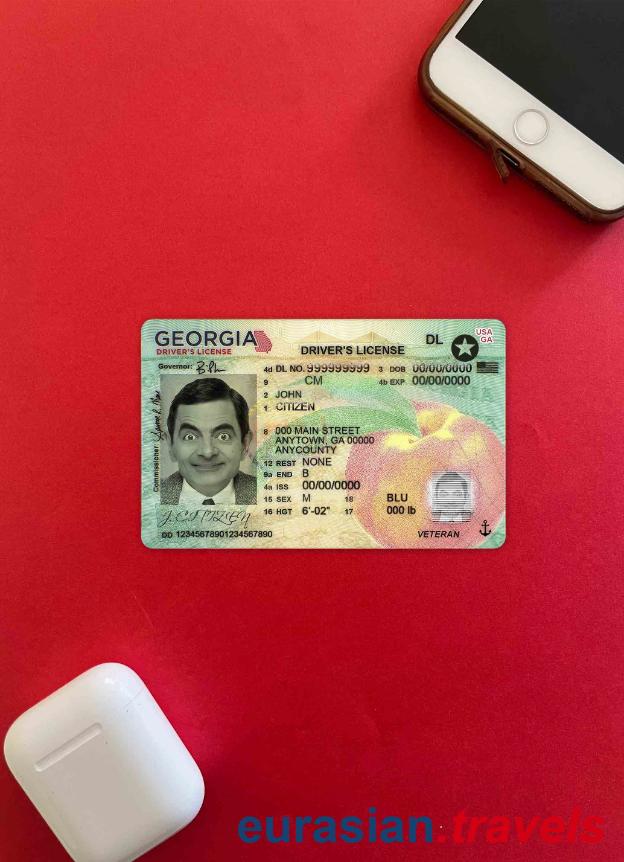 GEORGIA
DRIVER'S LICENSE
DRIVER'S LICENSE
DL
USA
GA
Governor:
4d DL NO. 999999999 3 DOB 00/00/0000
9 CM 4b EXP 00/00/0000
2 JOHN
1 CITIZEN
8 000 MAIN STREET
ANYTOWN, GA 00000
ANYCOUNTY
12 REST NONE
9a END B
4a ISS 00/00/0000
15 SEX M 18 BLU
16 HGT 6'-02" 17 000 lb
Commissioner:
J.CITIZEN
DD 12345678901234567890
VETERAN
eurasian.travels